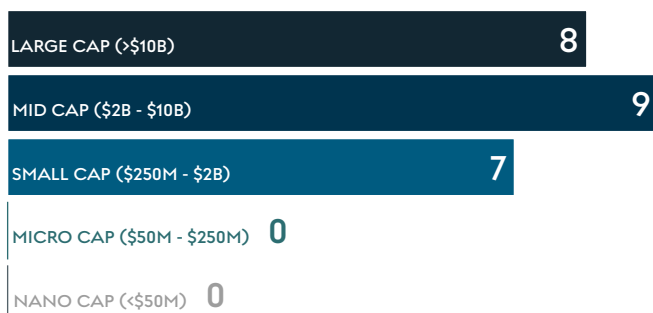 LARGE CAP (>$10B) 8
MID CAP ($2B - $10B) 9
SMALL CAP ($250M - $2B) 7
MICRO CAP ($50M - $250M) 0
NANO CAP (<$50M) 0